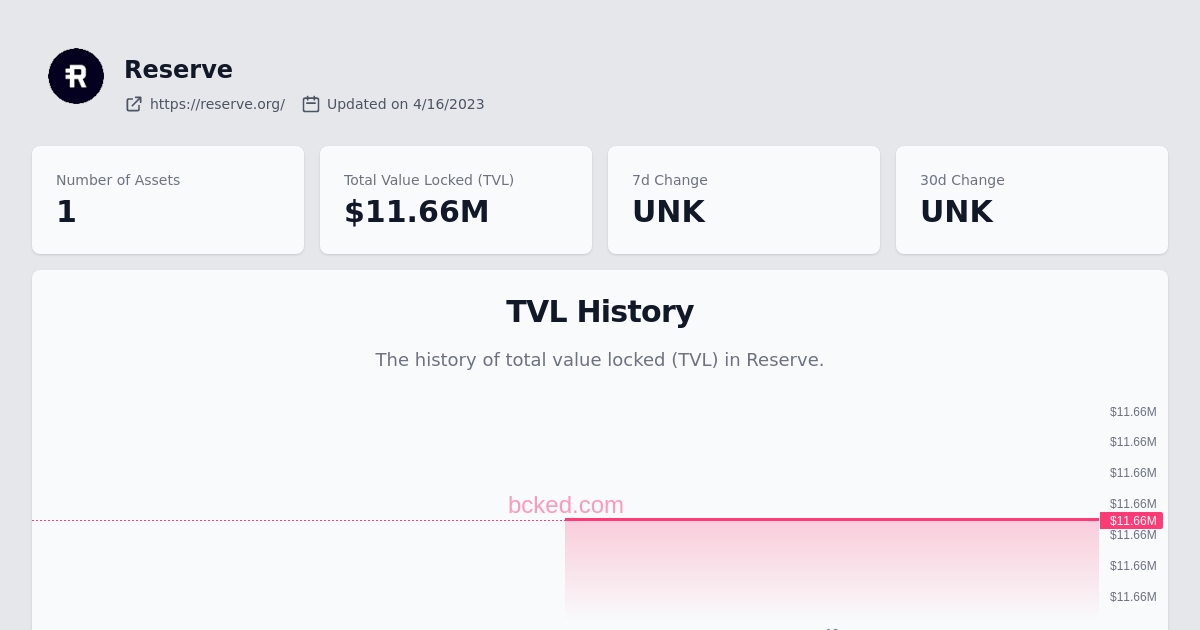 Reserve
https://reserve.org/ Updated on 4/16/2023
Number of Assets
1
Total Value Locked (TVL)
$11.66M
7d Change
UNK
30d Change
UNK
TVL History
The history of total value locked (TVL) in Reserve.
$11.66M
$11.66M
$11.66M
$11.66M
bcked.com
$11.66M
$11.66M
$11.66M
$11.66M